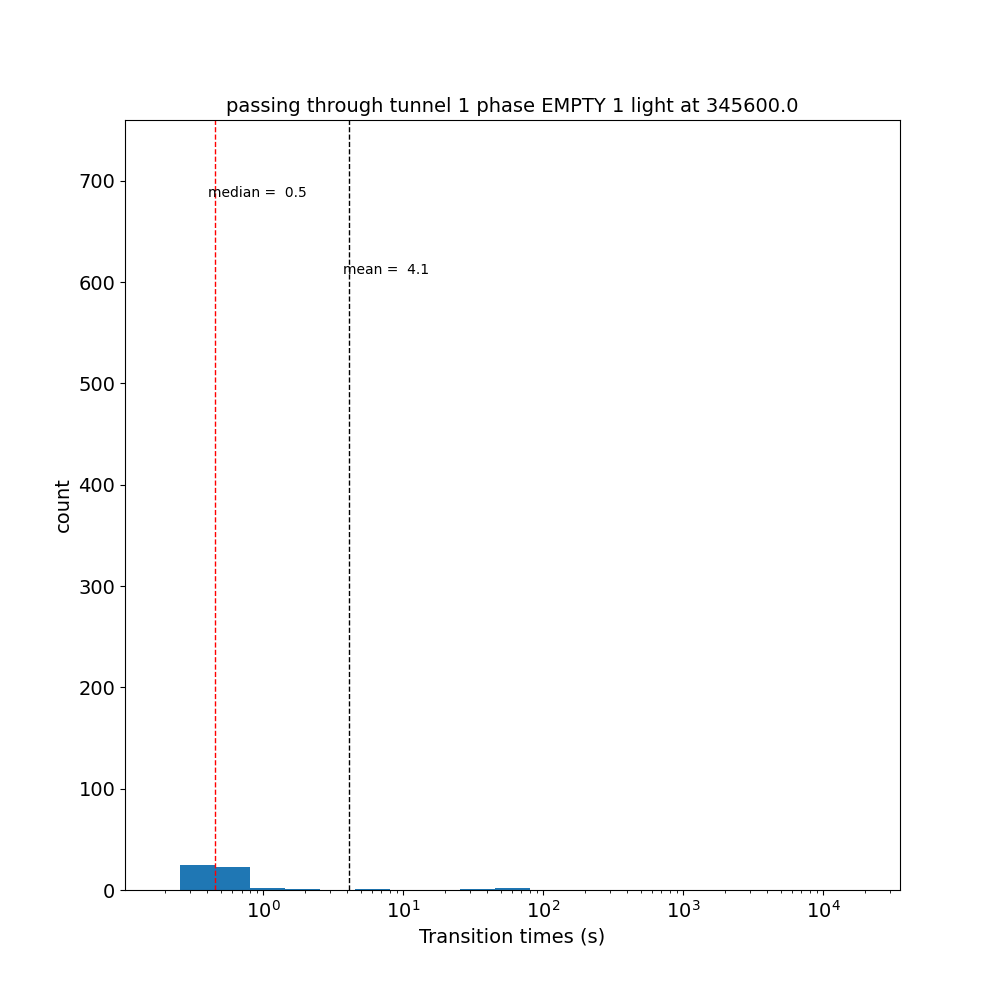 passing through tunnel 1 phase EMPTY 1 light at 345600.0
700
median =  0.5
mean =  4.1
600
500
400
count
300
200
100
0
10⁰ 10¹ 10² 10³ 10⁴
Transition times (s)